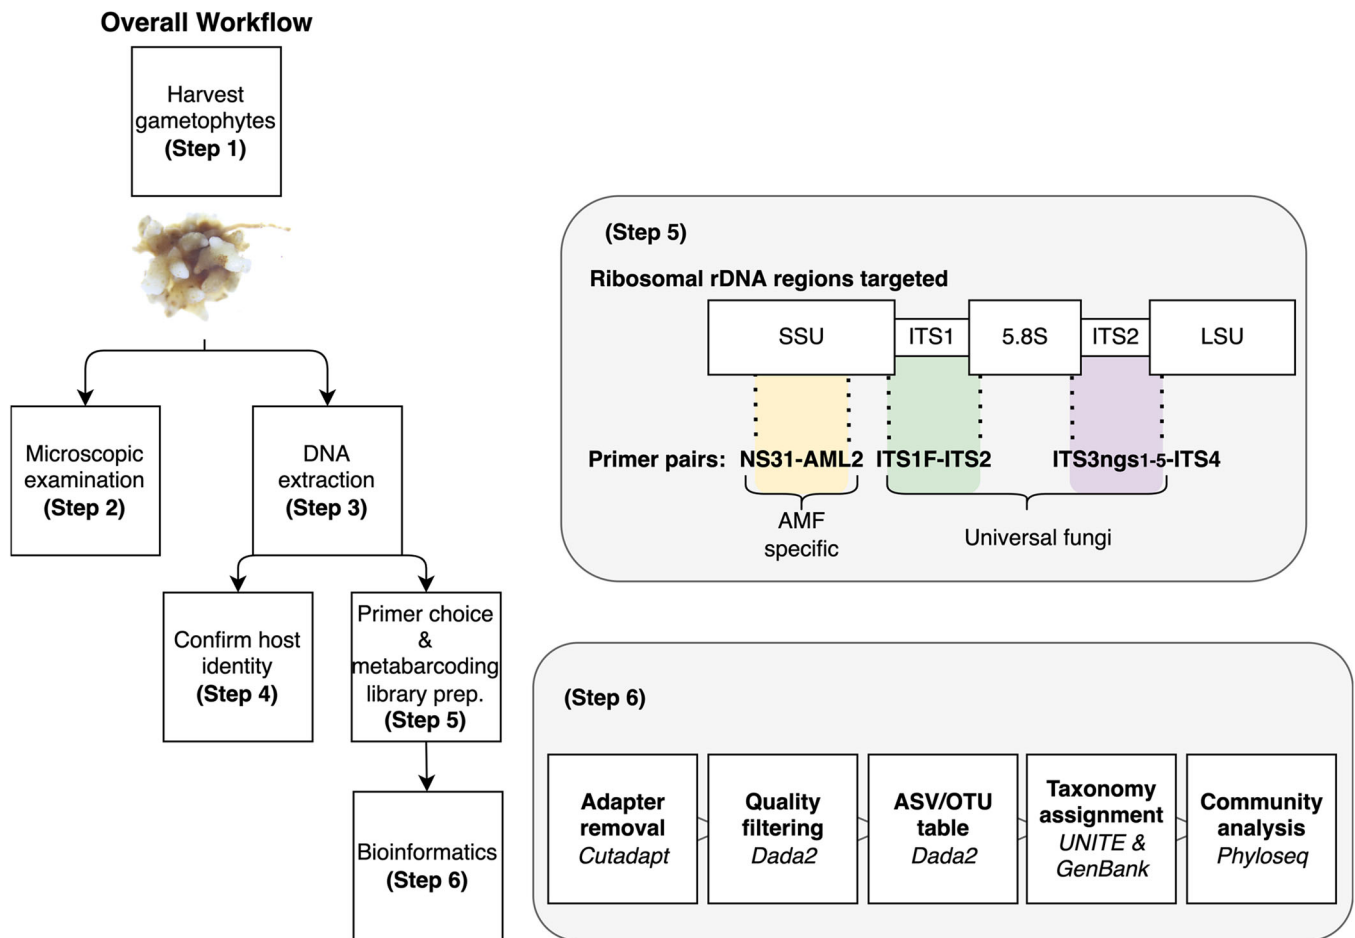 Overall Workflow
Harvest
gametophytes
(Step 1)
Microscopic
examination
(Step 2)
DNA
extraction
(Step 3)
Confirm host
identity
(Step 4)
Primer choice
&
metabarcoding
library prep.
(Step 5)
Bioinformatics
(Step 6)
(Step 5)
Ribosomal rDNA regions targeted
SSU ITS1 5.8S ITS2 LSU
Primer pairs: NS31-AML2 ITS1F-ITS2 ITS3ngs1-5-ITS4
AMF
specific
Universal fungi
(Step 6)
Adapter
removal
Cutadapt
Quality
filtering
Dada2
ASV/OTU
table
Dada2
Taxonomy
assignment
UNITE &
GenBank
Community
analysis
Phyloseq